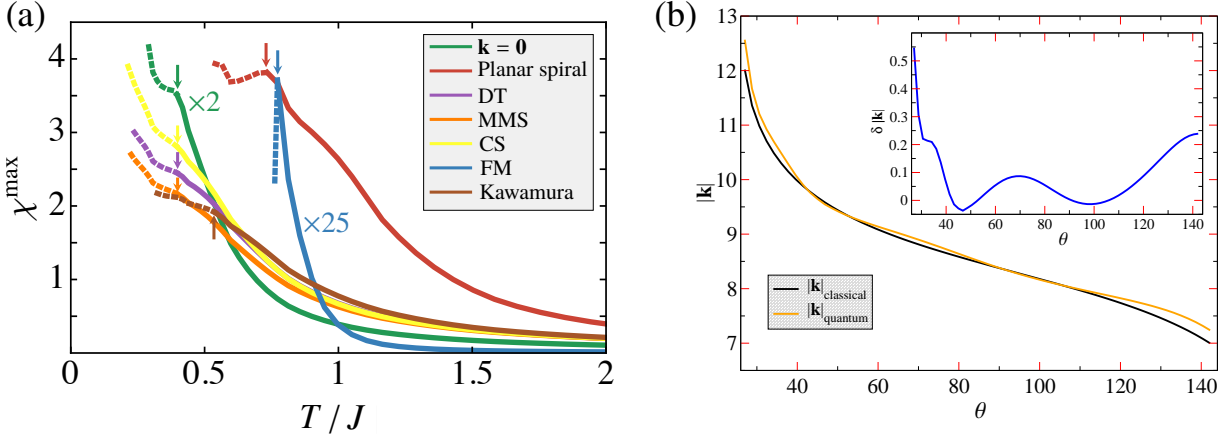 (a)
4
3
2
1
0
0.5
1
1.5
2
χ^max
T / J
×2
×25
k = 0
Planar spiral
DT
MMS
CS
FM
Kawamura
(b)
13
12
11
10
9
8
7
|k|
40
60
80
100
120
140
θ
|k|classical
|k|quantum
0.5
0.4
0.3
0.2
0.1
0
δ |k|
40
60
80
100
120
140
θ